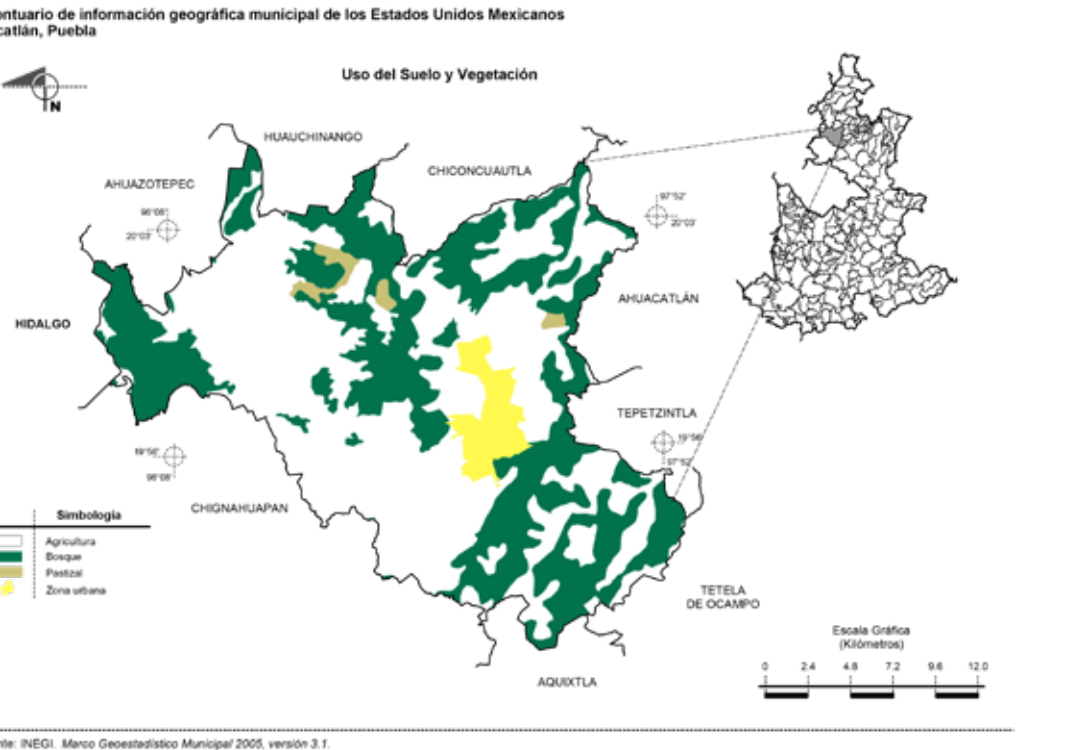 ontuario de información geográfica municipal de los Estados Unidos Mexicanos
catlán, Puebla
Uso del Suelo y Vegetación
N
HUAUCHINANGO
CHICONCUAUTLA
AHUAZOTEPEC
98°08'
20°03'
97°52'
20°03'
AHUACATLÁN
HIDALGO
TEPETZINTLA
19°56'
97°52'
19°56'
98°08'
CHIGNAHUAPAN
Simbología
Agricultura
Bosque
Pastizal
Zona urbana
TETELA
DE OCAMPO
AQUIXTLA
Escala Gráfica
(Kilómetros)
0 2.4 4.8 7.2 9.6 12.0
nte: INEGI. Marco Geoestadístico Municipal 2005, versión 3.1.